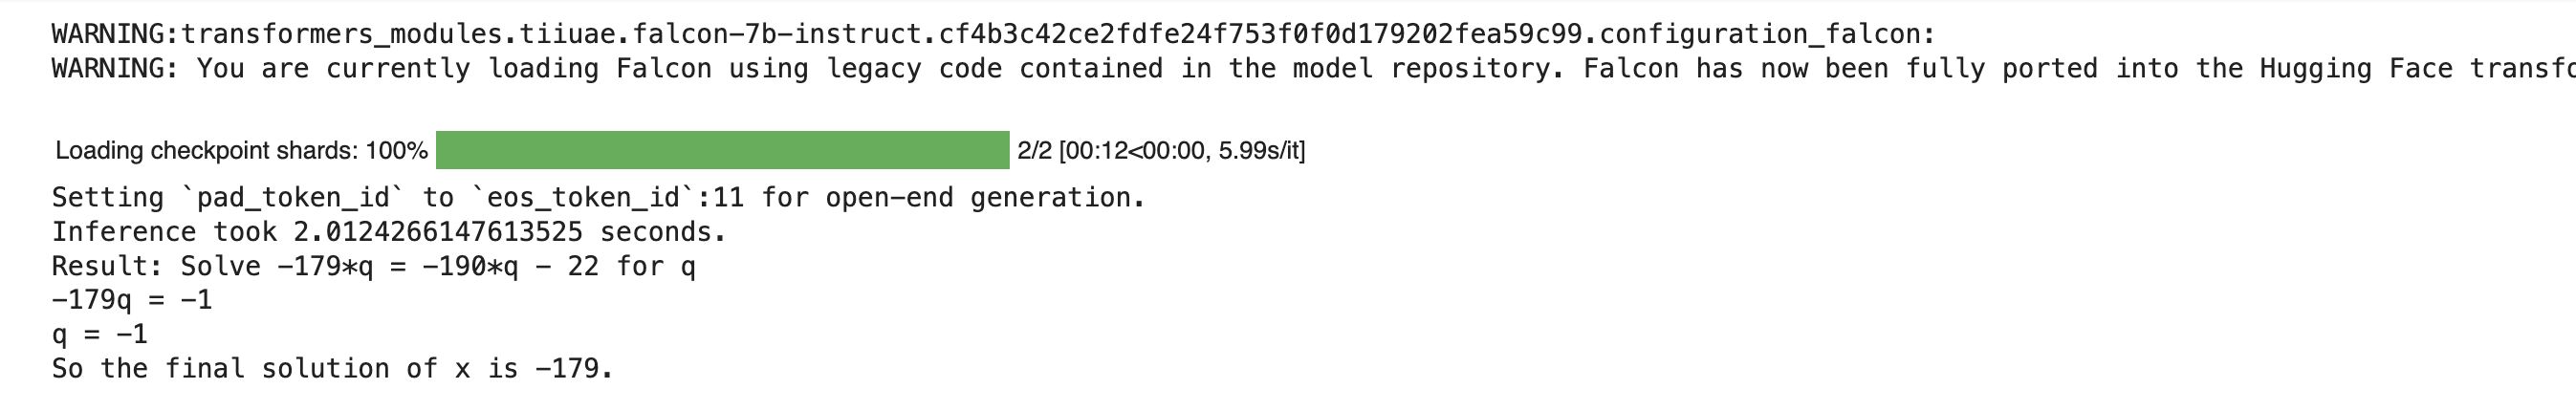 WARNING:transformers_modules.tiiuae.falcon-7b-instruct.cf4b3c42ce2fdfe24f753f0f0d179202fea59c99.configuration_falcon:
WARNING: You are currently loading Falcon using legacy code contained in the model repository. Falcon has now been fully ported into the Hugging Face transfo
Loading checkpoint shards: 100% 2/2 [00:12<00:00, 5.99s/it]
Setting `pad_token_id` to `eos_token_id`:11 for open-end generation.
Inference took 2.0124266147613525 seconds.
Result: Solve -179*q = -190*q - 22 for q
-179q = -1
q = -1
So the final solution of x is -179.